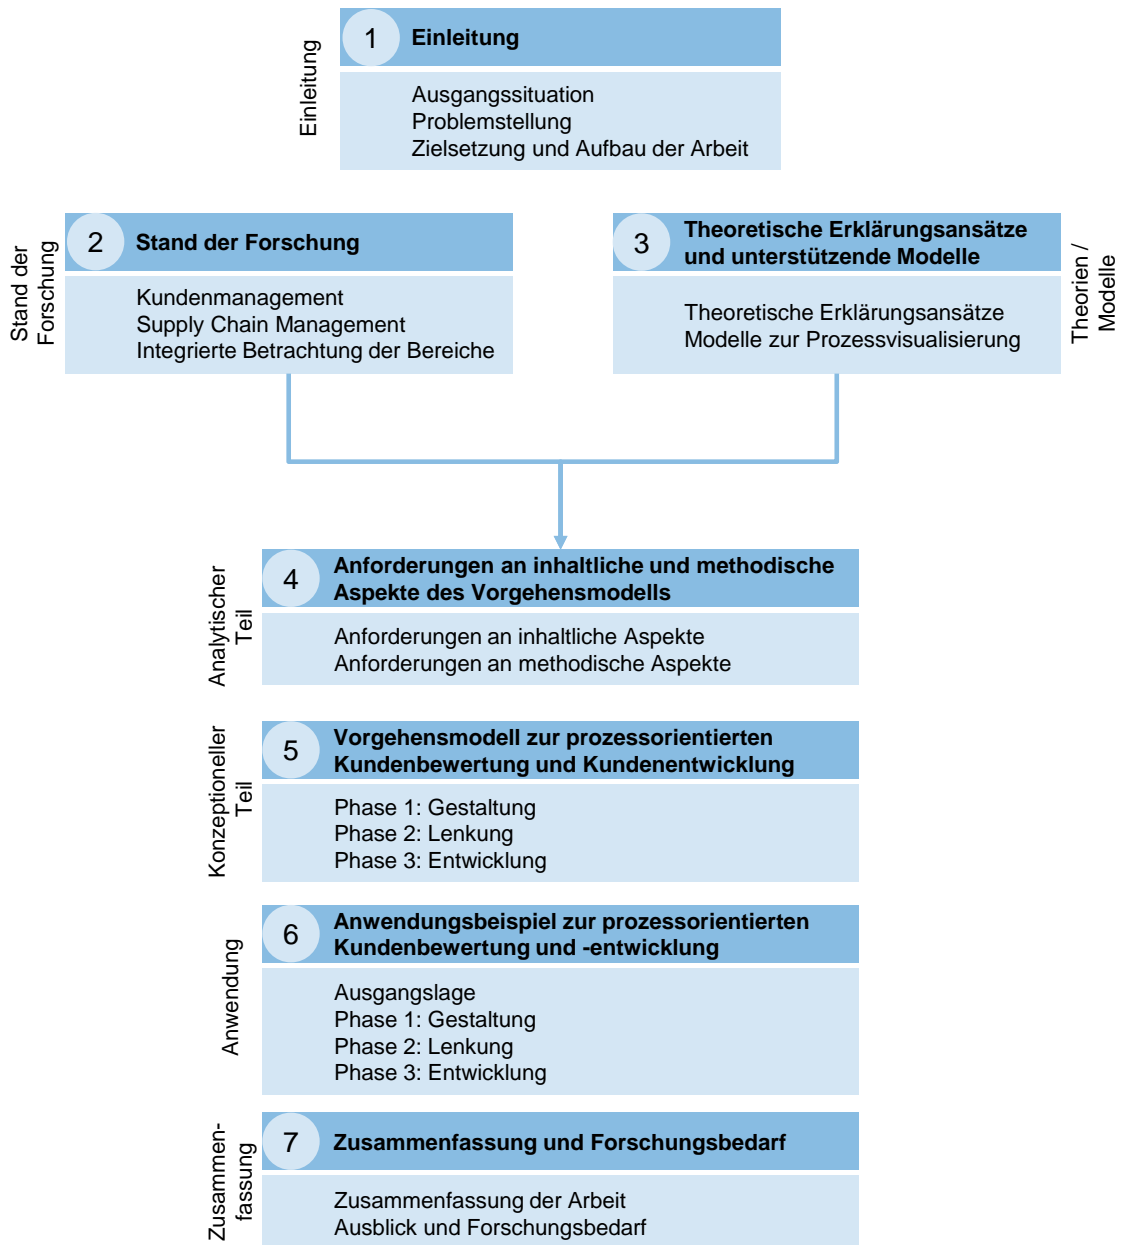 Einleitung
1
Einleitung
Ausgangssituation
Problemstellung
Zielsetzung und Aufbau der Arbeit
Stand der
Forschung
2
Stand der Forschung
Kundenmanagement
Supply Chain Management
Integrierte Betrachtung der Bereiche
3
Theoretische Erklärungsansätze
und unterstützende Modelle
Theoretische Erklärungsansätze
Modelle zur Prozessvisualisierung
Theorien /
Modelle
Analytischer
Teil
4
Anforderungen an inhaltliche und methodische
Aspekte des Vorgehensmodells
Anforderungen an inhaltliche Aspekte
Anforderungen an methodische Aspekte
Konzeptioneller
Teil
5
Vorgehensmodell zur prozessorientierten
Kundenbewertung und Kundenentwicklung
Phase 1: Gestaltung
Phase 2: Lenkung
Phase 3: Entwicklung
Anwendung
6
Anwendungsbeispiel zur prozessorientierten
Kundenbewertung und -entwicklung
Ausgangslage
Phase 1: Gestaltung
Phase 2: Lenkung
Phase 3: Entwicklung
Zusammen-
fassung
7
Zusammenfassung und Forschungsbedarf
Zusammenfassung der Arbeit
Ausblick und Forschungsbedarf